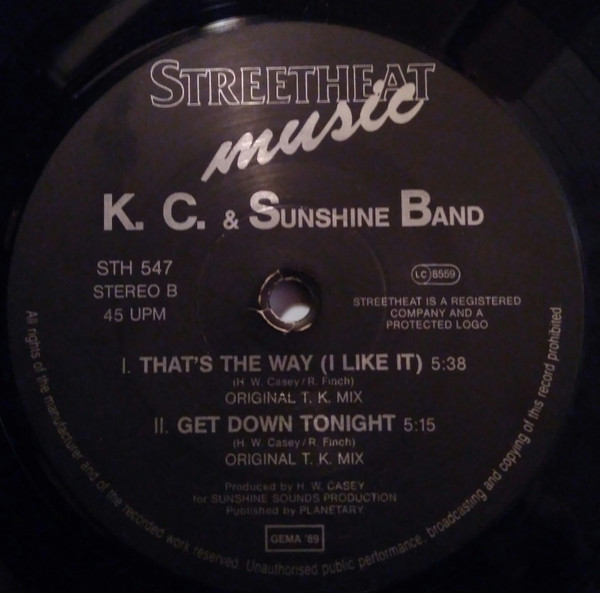 STREETHEAT
music
K. C. & SUNSHINE BAND
STH 547
STEREO B
45 UPM
LC 8559
STREETHEAT IS A REGISTERED
COMPANY AND A
PROTECTED LOGO
I. THAT'S THE WAY (I LIKE IT) 5:38
(H. W. Casey/R. Finch)
ORIGINAL T. K. MIX
II. GET DOWN TONIGHT 5:15
(H. W. Casey/R. Finch)
ORIGINAL T. K. MIX
Produced by H. W. CASEY
for SUNSHINE SOUNDS PRODUCTION
Published by PLANETARY
GEMA '89
All rights of the manufacturer and of the recorded work reserved. Unauthorised public performance, broadcasting and copying of this record prohibited